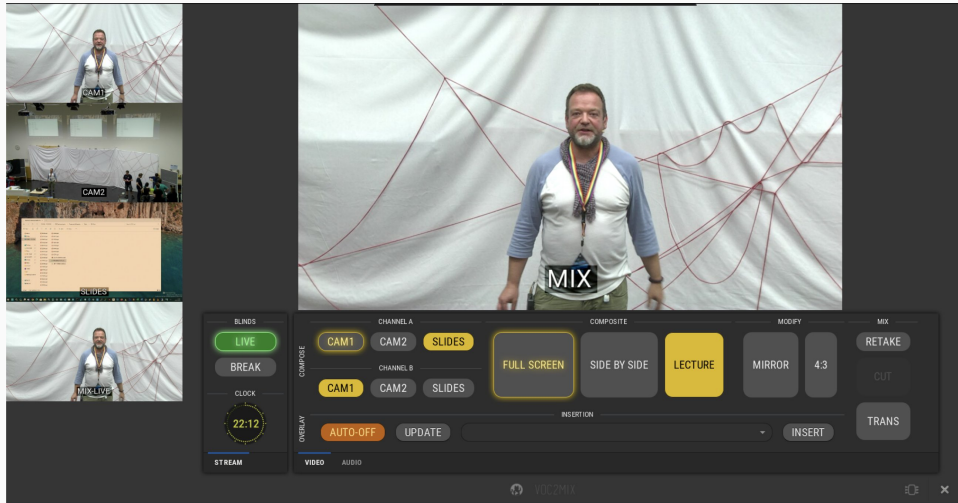 CAM1
CAM2
SLIDES
MIX-LIVE
MIX
BLINDS
LIVE
BREAK
CLOCK
22:12
STREAM
COMPOSE
CHANNEL A
CAM1
CAM2
SLIDES
CHANNEL B
CAM1
CAM2
SLIDES
COMPOSITE
FULL SCREEN
SIDE BY SIDE
LECTURE
MODIFY
MIRROR
4:3
MIX
RETAKE
CUT
TRANS
OVERLAY
INSERTION
AUTO-OFF
UPDATE
INSERT
VIDEO
AUDIO
VOC2MIX